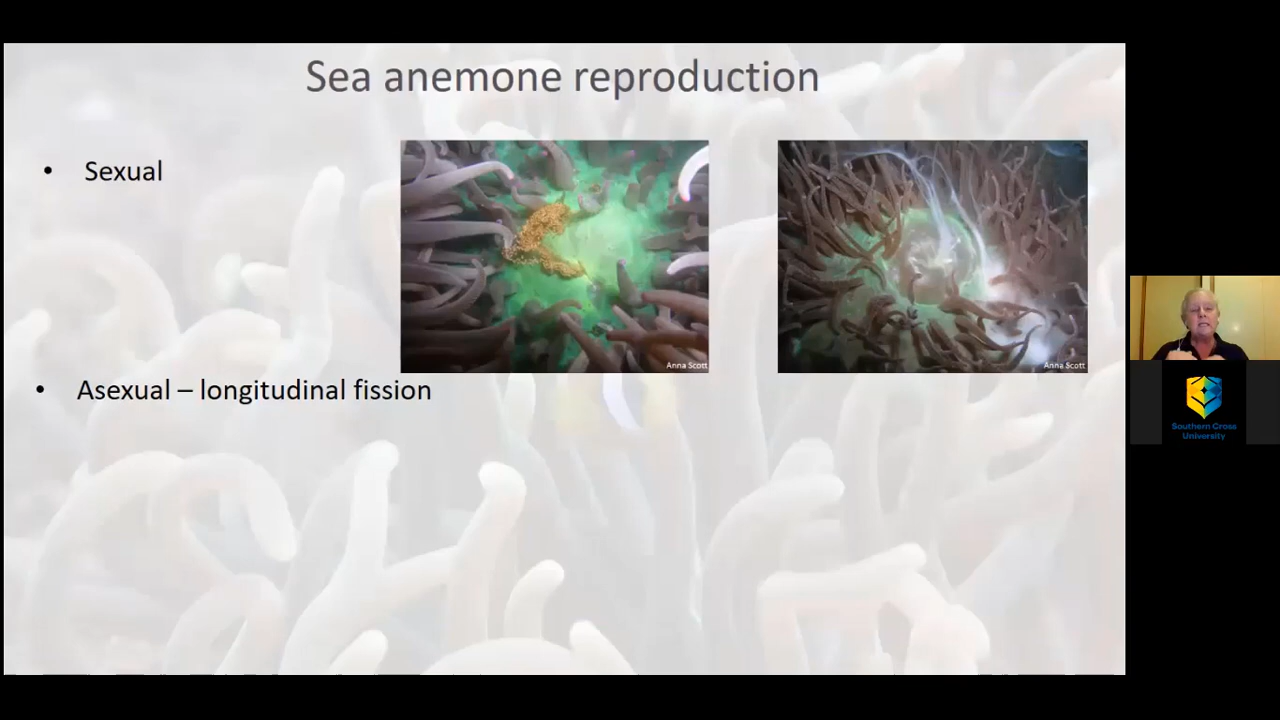 Sea anemone reproduction
• Sexual
Anna Scott
Anna Scott
• Asexual – longitudinal fission
Southern Cross
University